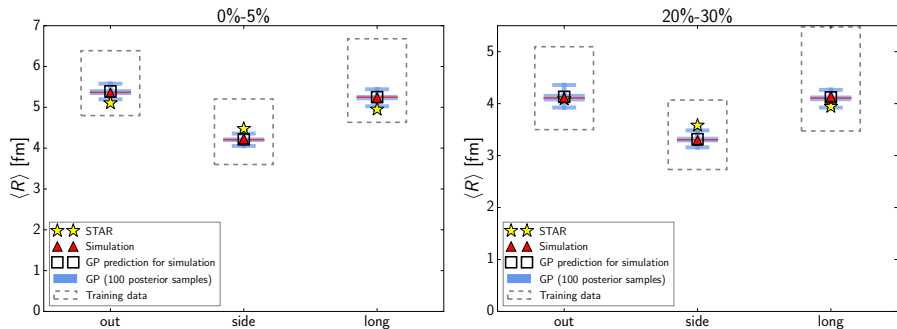 0%-5%
7
6
5
4
3
2
1
0
⟨R⟩ [fm]
STAR
Simulation
GP prediction for simulation
GP (100 posterior samples)
Training data
out side long
20%-30%
5
4
3
2
1
0
⟨R⟩ [fm]
STAR
Simulation
GP prediction for simulation
GP (100 posterior samples)
Training data
out side long